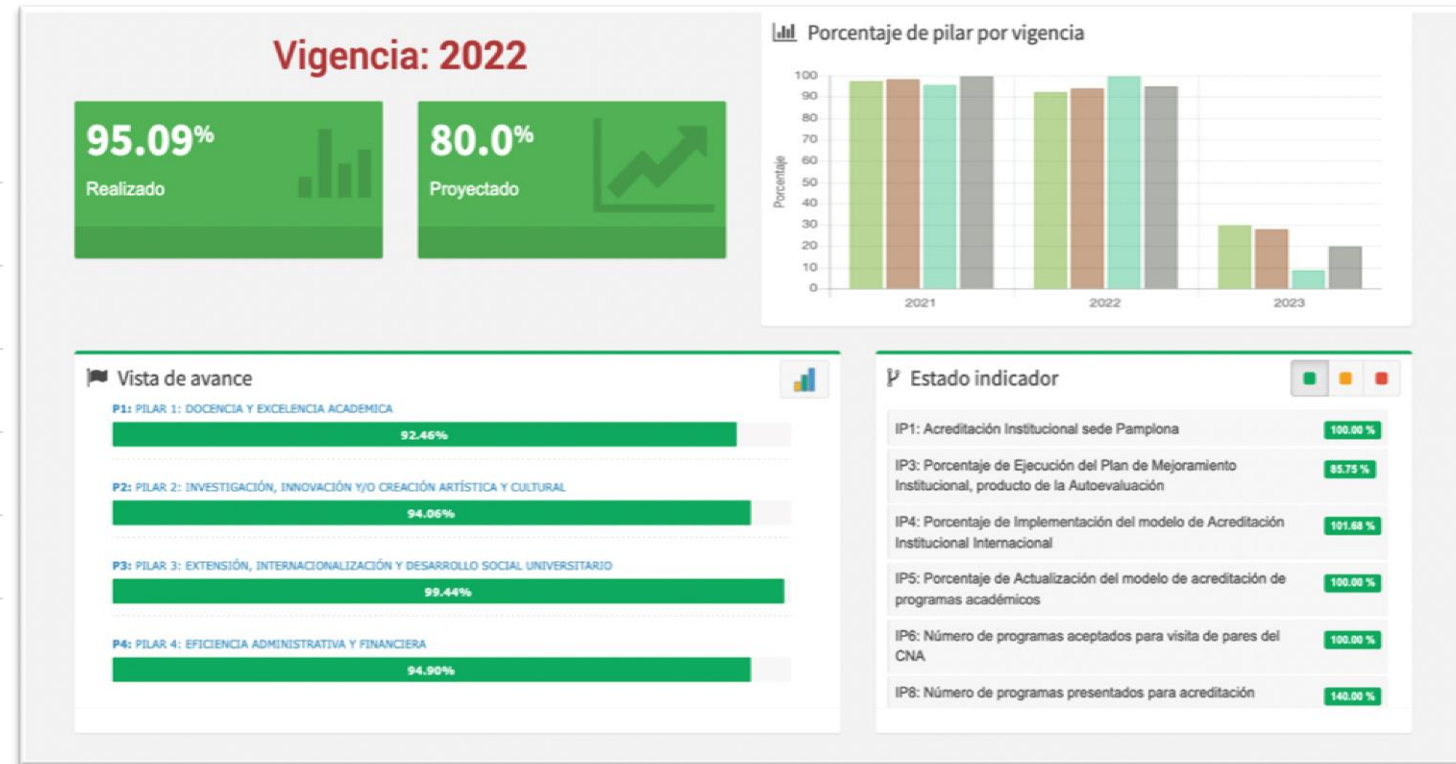 Vigencia: 2022
95.09%
Realizado
80.0%
Proyectado
Porcentaje de pilar por vigencia
Porcentaje
100
90
80
70
60
50
40
30
20
10
0
2021
2022
2023
Vista de avance
P1: PILAR 1: DOCENCIA Y EXCELENCIA ACADEMICA
92.46%
P2: PILAR 2: INVESTIGACIÓN, INNOVACIÓN Y/O CREACIÓN ARTÍSTICA Y CULTURAL
94.06%
P3: PILAR 3: EXTENSIÓN, INTERNACIONALIZACIÓN Y DESARROLLO SOCIAL UNIVERSITARIO
99.44%
P4: PILAR 4: EFICIENCIA ADMINISTRATIVA Y FINANCIERA
94.90%
Estado indicador
IP1: Acreditación Institucional sede Pamplona 100.00 %
IP3: Porcentaje de Ejecución del Plan de Mejoramiento
Institucional, producto de la Autoevaluación
85.75 %
IP4: Porcentaje de Implementación del modelo de Acreditación
Institucional Internacional
101.68 %
IP5: Porcentaje de Actualización del modelo de acreditación de
programas académicos
100.00 %
IP6: Número de programas aceptados para visita de pares del
CNA
100.00 %
IP8: Número de programas presentados para acreditación 140.00 %